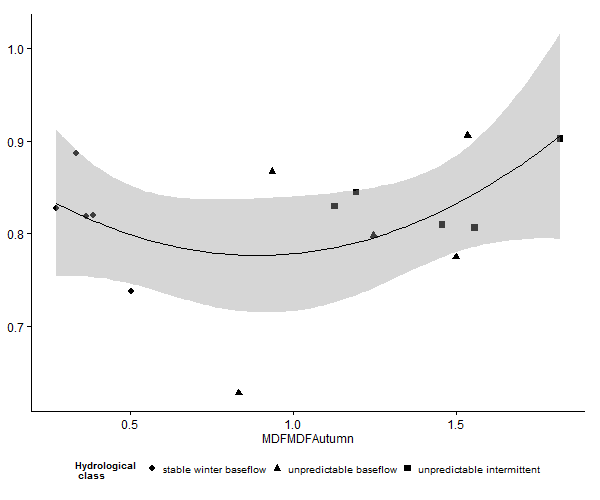 1.0
0.9
0.8
0.7
0.5 1.0 1.5
MDFMDFAutumn
Hydrological
class
stable winter baseflow unpredictable baseflow unpredictable intermittent